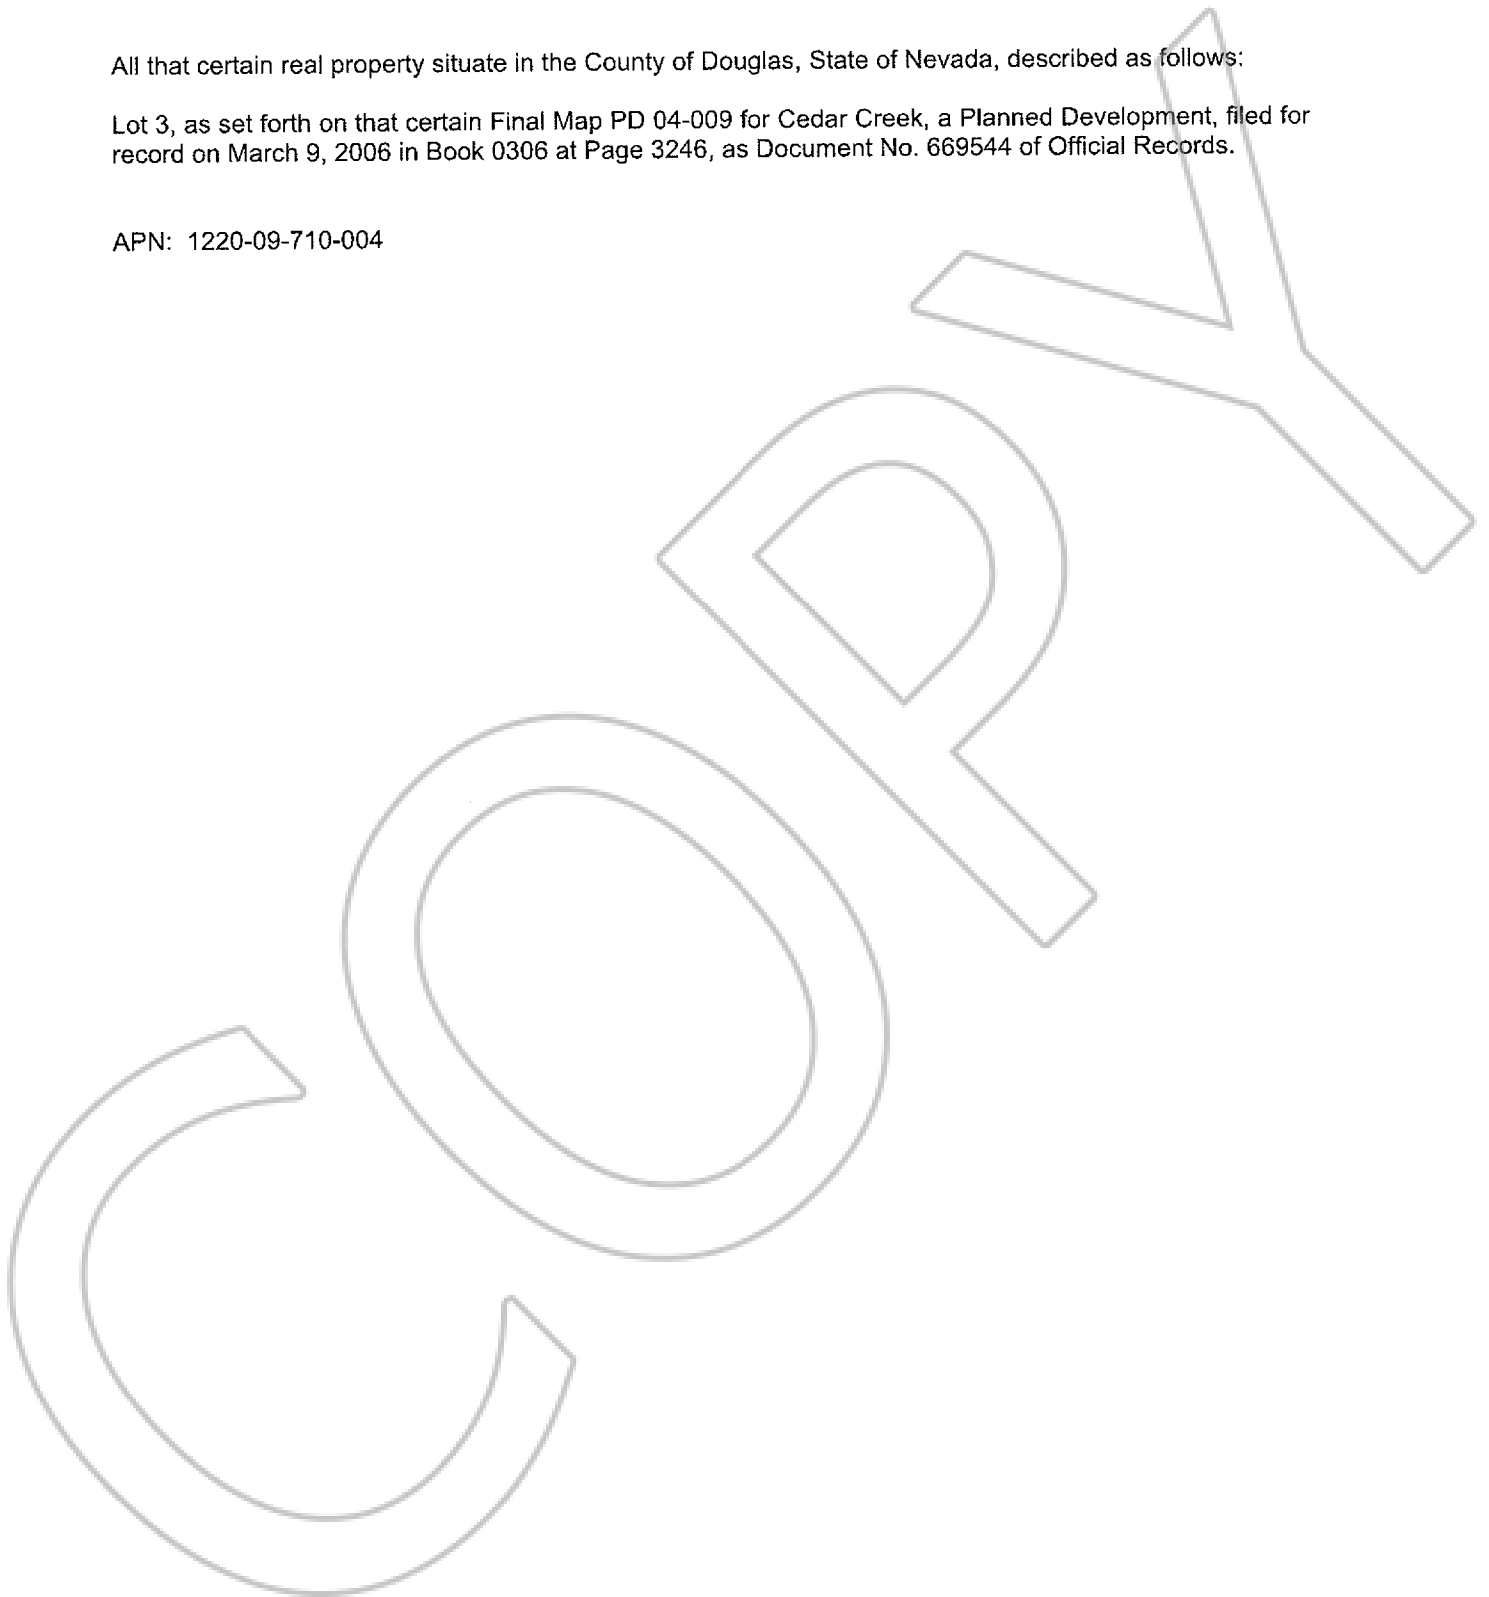 All that certain real property situate in the County of Douglas, State of Nevada, described as follows:
Lot 3, as set forth on that certain Final Map PD 04-009 for Cedar Creek, a Planned Development, filed for
record on March 9, 2006 in Book 0306 at Page 3246, as Document No. 669544 of Official Records.
APN: 1220-09-710-004
COPY